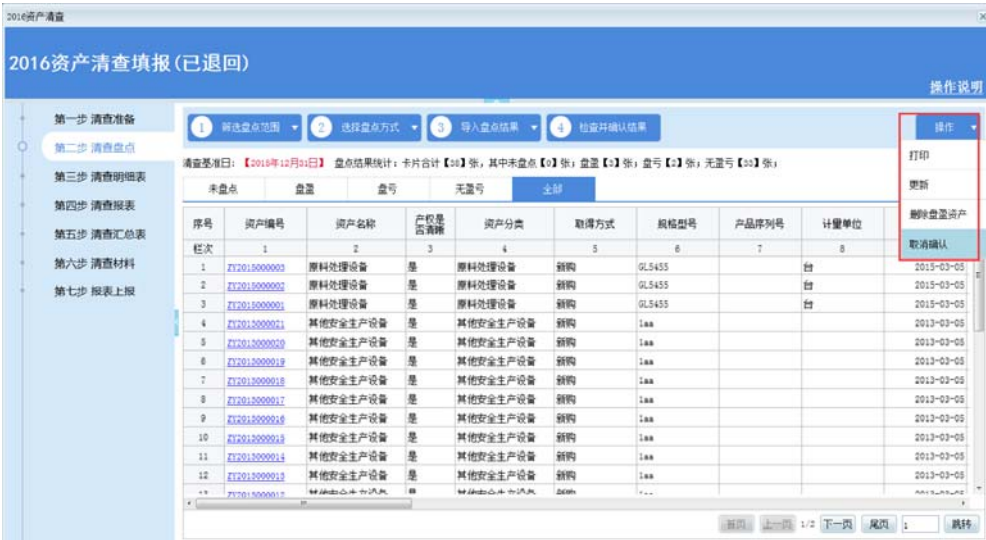 2016资产清查
2016资产清查填报(已退回)
操作说明
第一步 清查准备
第二步 清查盘点
第三步 清查明细表
第四步 清查报表
第五步 清查汇总表
第六步 清查材料
第七步 报表上报
1 筛选盘点范围 2 选择盘点方式 3 导入盘点结果 4 检查并确认结果
操作
打印
更新
删除盘盈资产
取消确认
清查基准日:【2015年12月31日】 盘点结果统计:卡片合计【38】张,其中未盘点【0】张;盘盈【3】张;盘亏【2】张;无盈亏【33】张;
未盘点 盘盈 盘亏 无盈亏 全部
序号 资产编号 资产名称 产权是否清晰 资产分类 取得方式 规格型号 产品序列号 计量单位
栏次 1 2 3 4 5 6 7 8
1 ZY2015000003 原料处理设备 是 原料处理设备 新购 GL5455 台 2015-03-05
2 ZY2015000002 原料处理设备 是 原料处理设备 新购 GL5455 台 2015-03-05
3 ZY2015000001 原料处理设备 是 原料处理设备 新购 GL5455 台 2015-03-05
4 ZY2013000021 其他安全生产设备 是 其他安全生产设备 新购 1aa 2013-03-05
5 ZY2013000020 其他安全生产设备 是 其他安全生产设备 新购 1aa 2013-03-05
6 ZY2013000019 其他安全生产设备 是 其他安全生产设备 新购 1aa 2013-03-05
7 ZY2013000018 其他安全生产设备 是 其他安全生产设备 新购 1aa 2013-03-05
8 ZY2013000017 其他安全生产设备 是 其他安全生产设备 新购 1aa 2013-03-05
9 ZY2013000016 其他安全生产设备 是 其他安全生产设备 新购 1aa 2013-03-05
10 ZY2013000015 其他安全生产设备 是 其他安全生产设备 新购 1aa 2013-03-05
11 ZY2013000014 其他安全生产设备 是 其他安全生产设备 新购 1aa 2013-03-05
12 ZY2013000013 其他安全生产设备 是 其他安全生产设备 新购 1aa 2013-03-05
首页 上一页 1/2 下一页 尾页 1 跳转